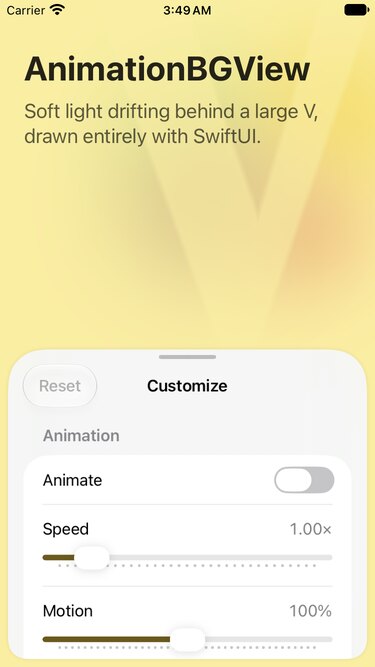 Carrier 3:49 AM
AnimationBGView
Soft light drifting behind a large V,
drawn entirely with SwiftUI.
V
Reset Customize
Animation
Animate
Speed 1.00×
Motion 100%